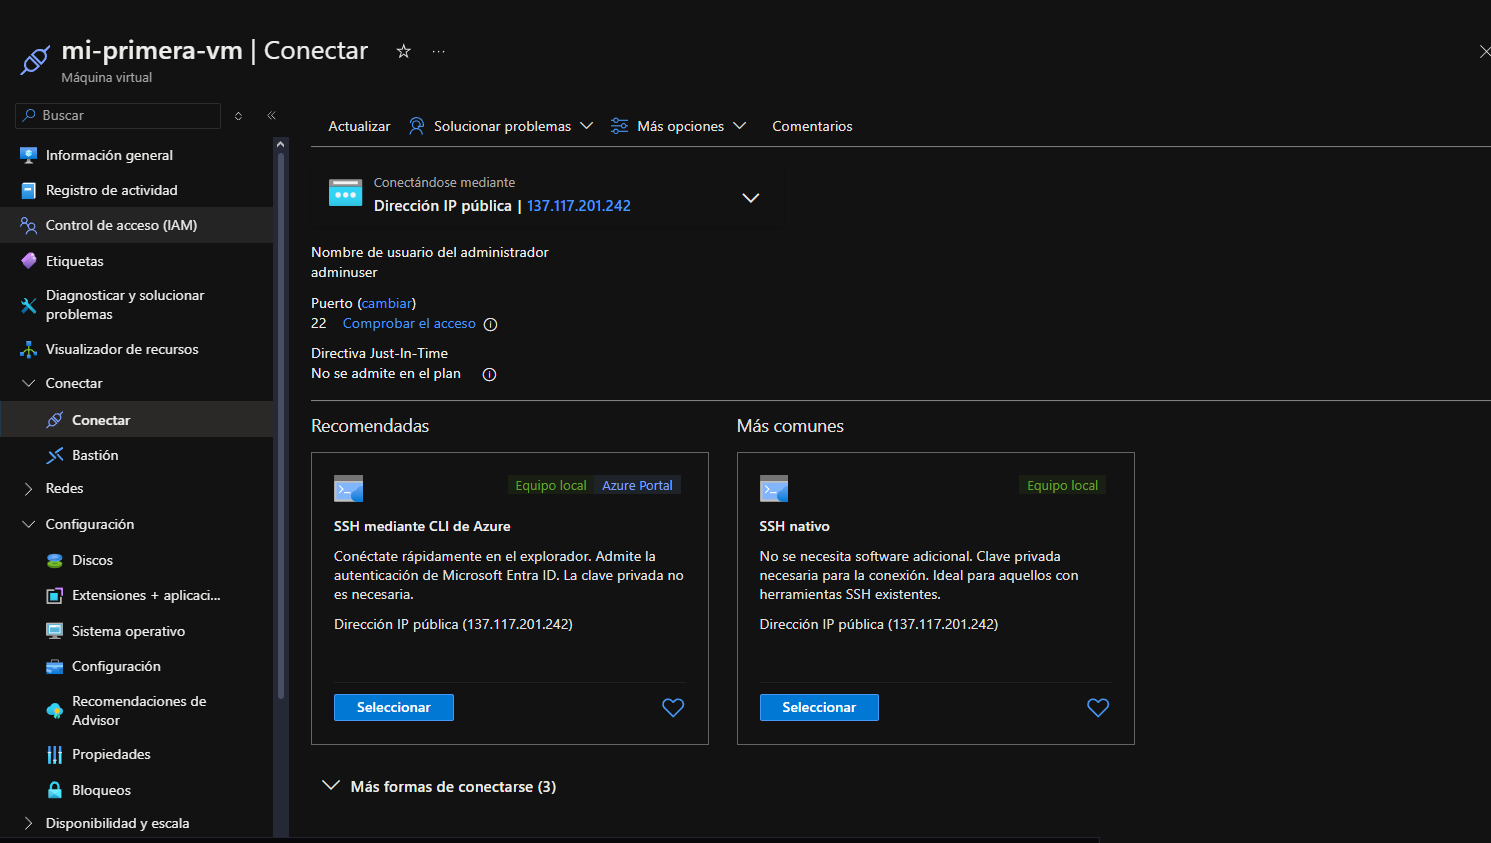 mi-primera-vm | Conectar
Máquina virtual
Buscar
Información general
Registro de actividad
Control de acceso (IAM)
Etiquetas
Diagnosticar y solucionar
problemas
Visualizador de recursos
Conectar
Conectar
Bastión
Redes
Configuración
Discos
Extensiones + aplicaci...
Sistema operativo
Configuración
Recomendaciones de
Advisor
Propiedades
Bloqueos
Disponibilidad y escala
Actualizar Solucionar problemas Más opciones Comentarios
Conectándose mediante
Dirección IP pública | 137.117.201.242
Nombre de usuario del administrador
adminuser
Puerto (cambiar)
22 Comprobar el acceso
Directiva Just-In-Time
No se admite en el plan
Recomendadas
Equipo local Azure Portal
SSH mediante CLI de Azure
Conéctate rápidamente en el explorador. Admite la
autenticación de Microsoft Entra ID. La clave privada no
es necesaria.
Dirección IP pública (137.117.201.242)
Seleccionar
Más comunes
Equipo local
SSH nativo
No se necesita software adicional. Clave privada
necesaria para la conexión. Ideal para aquellos con
herramientas SSH existentes.
Dirección IP pública (137.117.201.242)
Seleccionar
Más formas de conectarse (3)